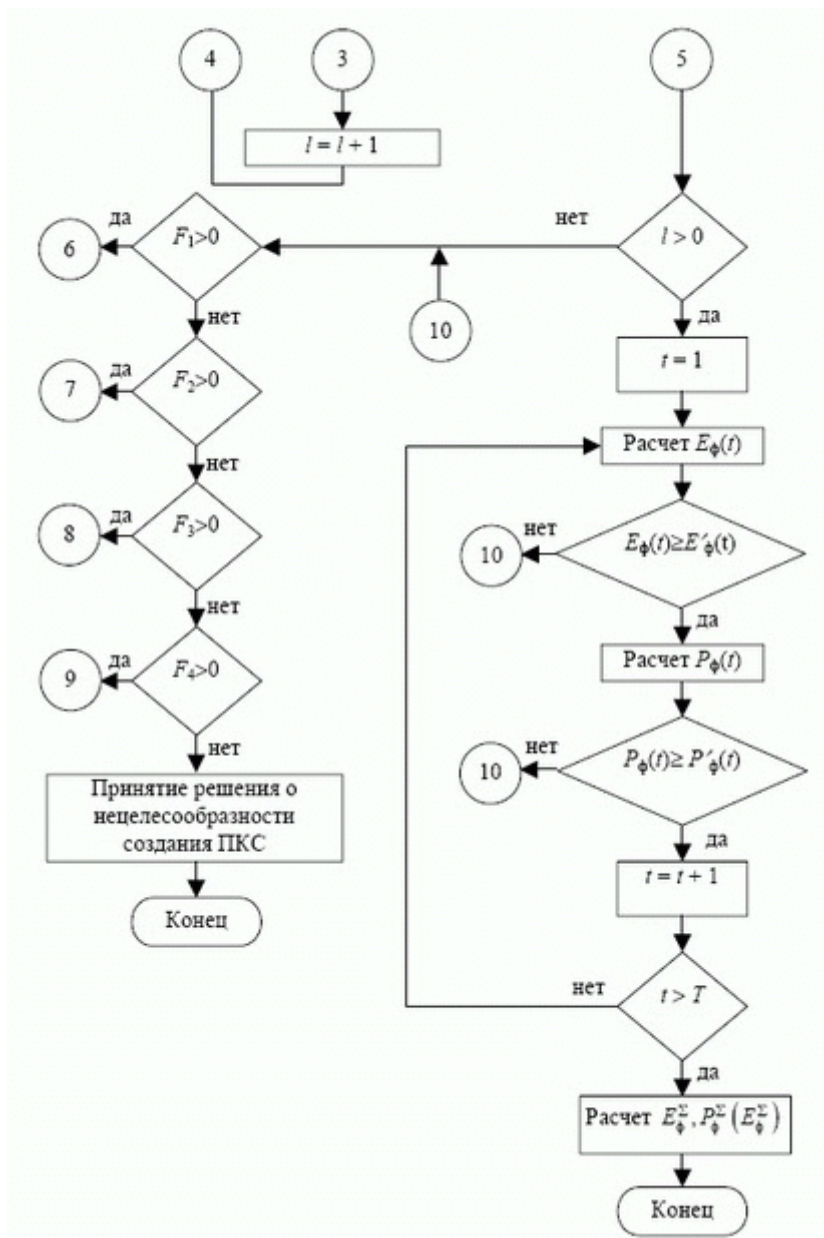 4
3
5
l = l + 1
да
F₁>0
нет
l > 0
6
10
нет
да
t = 1
да
F₂>0
7
Расчет Eф(t)
нет
да
F₃>0
8
нет
Eф(t)≥E′ф(t)
10
нет
да
да
F₄>0
9
Расчет Pф(t)
нет
нет
Pф(t)≥ P′ф(t)
10
Принятие решения о
нецелесообразности
создания ПКС
да
t = t + 1
Конец
нет
t > T
да
Расчет EфΣ, PфΣ(EфΣ)
Конец